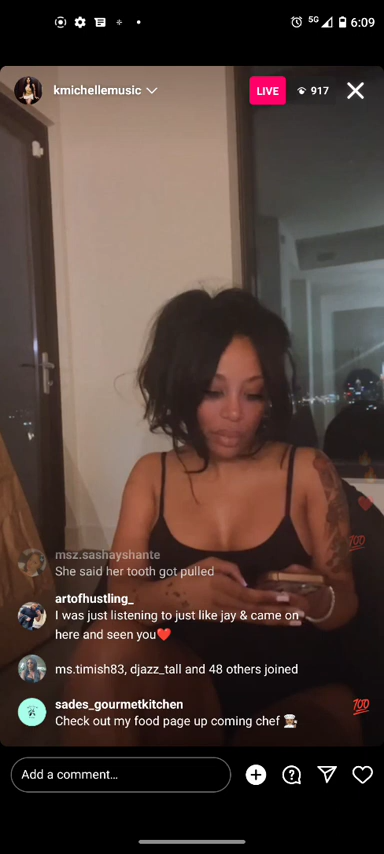 5G 6:09
kmichellemusic LIVE 917
msz.sashayshante
She said her tooth got pulled
artofhustling_
I was just listening to just like jay & came on
here and seen you❤️
ms.timish83, djazz_tall and 48 others joined
sades_gourmetkitchen
Check out my food page up coming chef 👨🏽‍🍳
💯
💯
Add a comment...